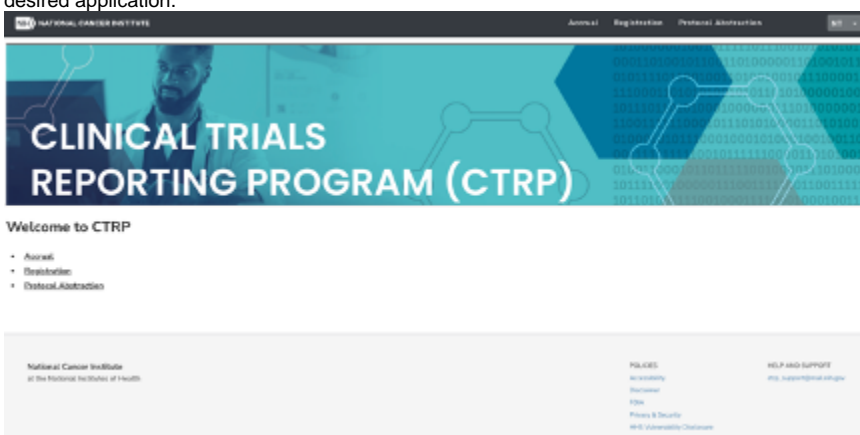 desired application.
NIH NATIONAL CANCER INSTITUTE
Accrual Registration Protocol Abstraction
CLINICAL TRIALS
REPORTING PROGRAM (CTRP)
Welcome to CTRP
• Accrual
• Registration
• Protocol Abstraction
National Cancer Institute
at the National Institutes of Health
POLICIES
Accessibility
Disclaimer
FOIA
Privacy & Security
HHS Vulnerability Disclosure
HELP AND SUPPORT